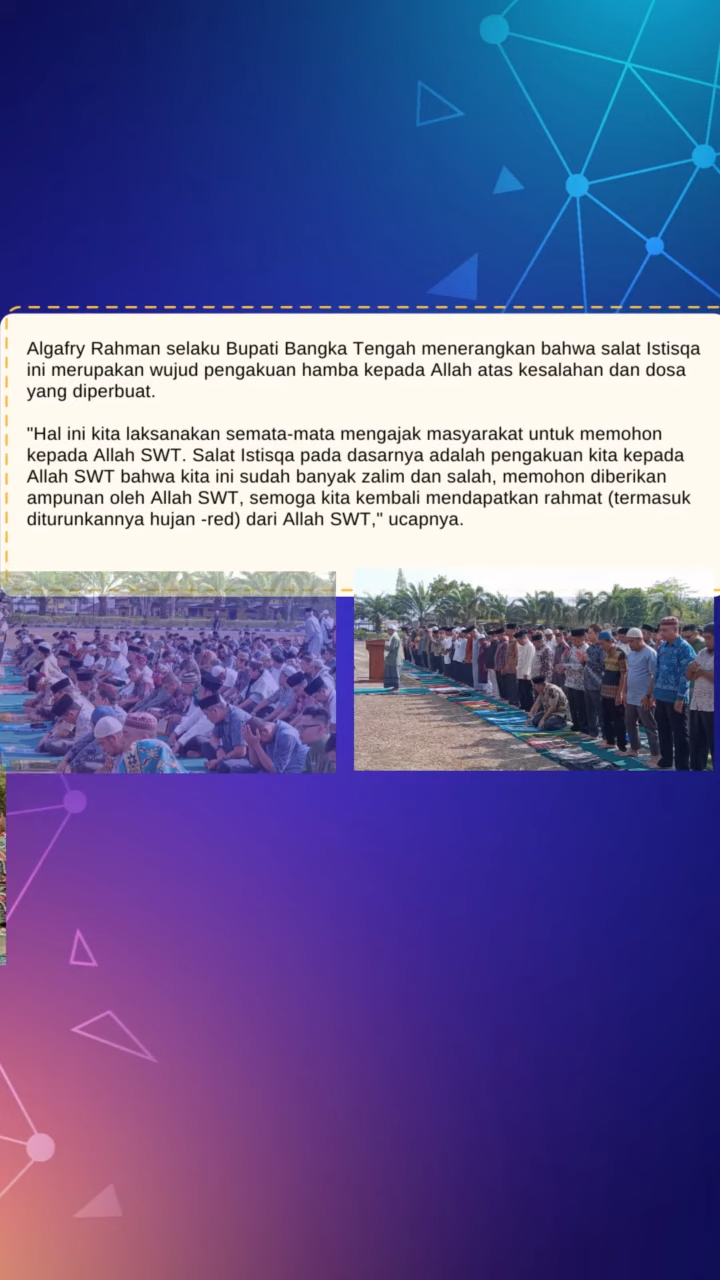 Algafry Rahman selaku Bupati Bangka Tengah menerangkan bahwa salat Istisqa
ini merupakan wujud pengakuan hamba kepada Allah atas kesalahan dan dosa
yang diperbuat.
"Hal ini kita laksanakan semata-mata mengajak masyarakat untuk memohon
kepada Allah SWT. Salat Istisqa pada dasarnya adalah pengakuan kita kepada
Allah SWT bahwa kita ini sudah banyak zalim dan salah, memohon diberikan
ampunan oleh Allah SWT, semoga kita kembali mendapatkan rahmat (termasuk
diturunkannya hujan -red) dari Allah SWT," ucapnya.